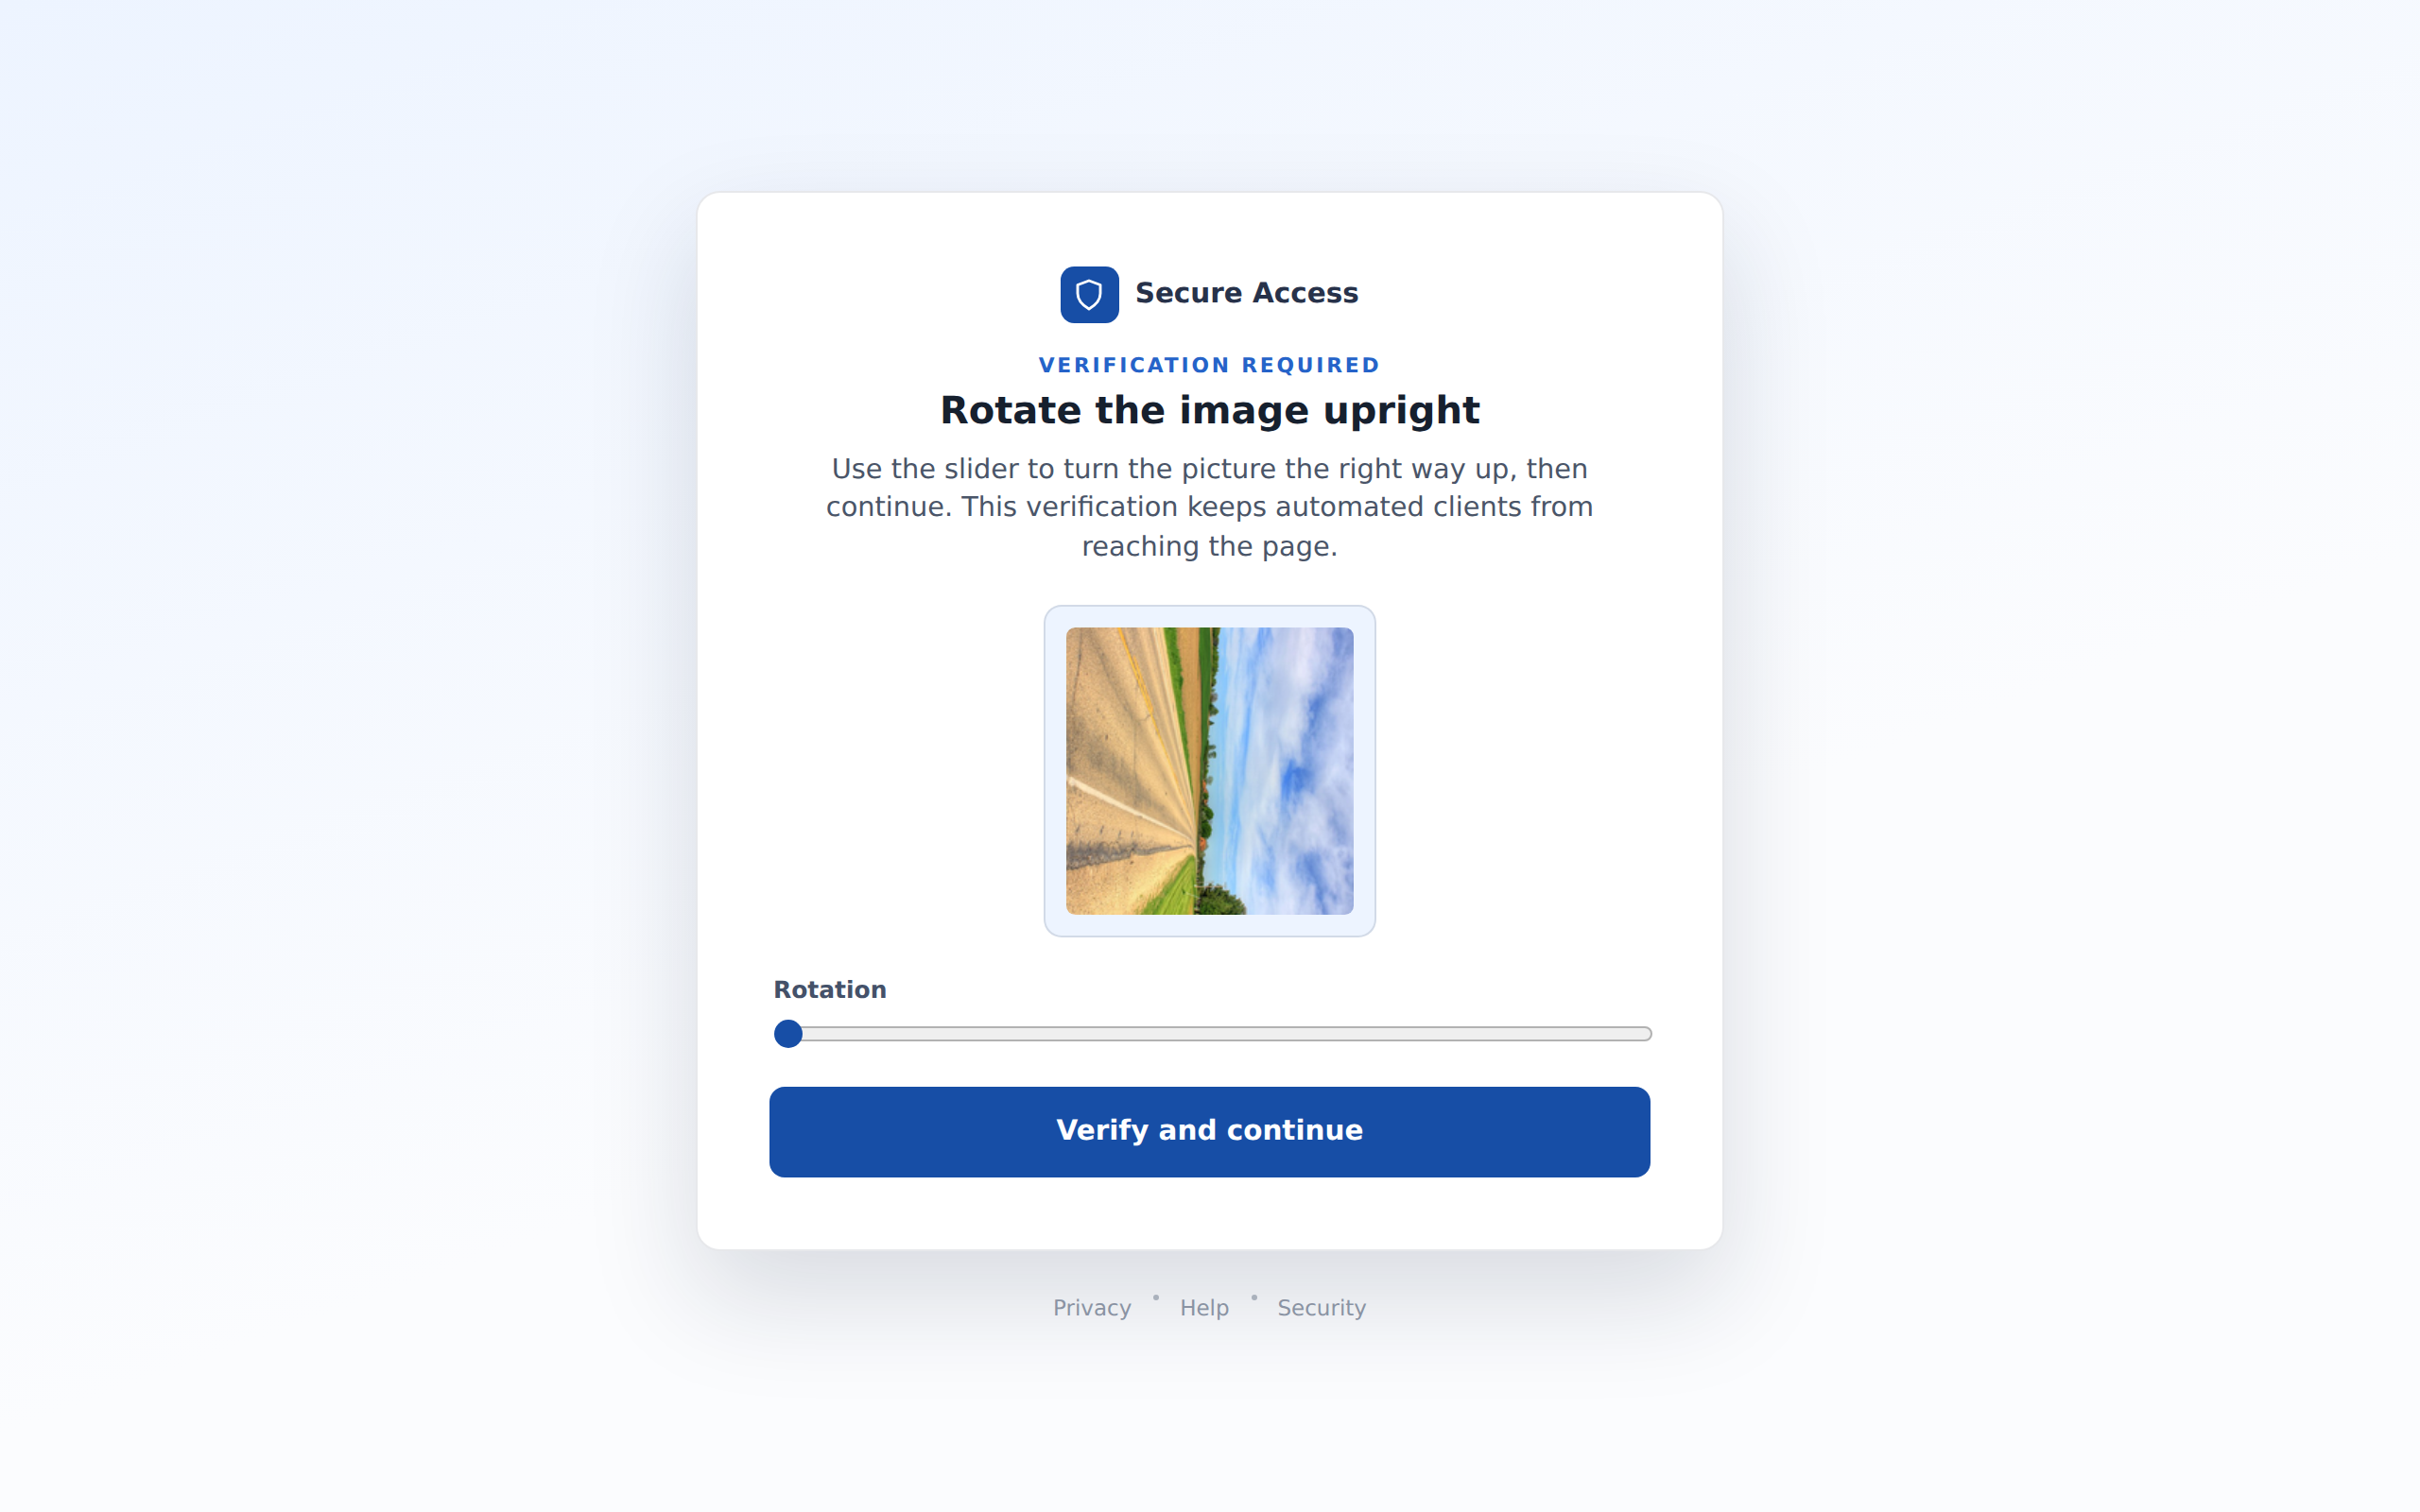 Secure Access
VERIFICATION REQUIRED
Rotate the image upright
Use the slider to turn the picture the right way up, then
continue. This verification keeps automated clients from
reaching the page.
Rotation
Verify and continue
Privacy • Help • Security